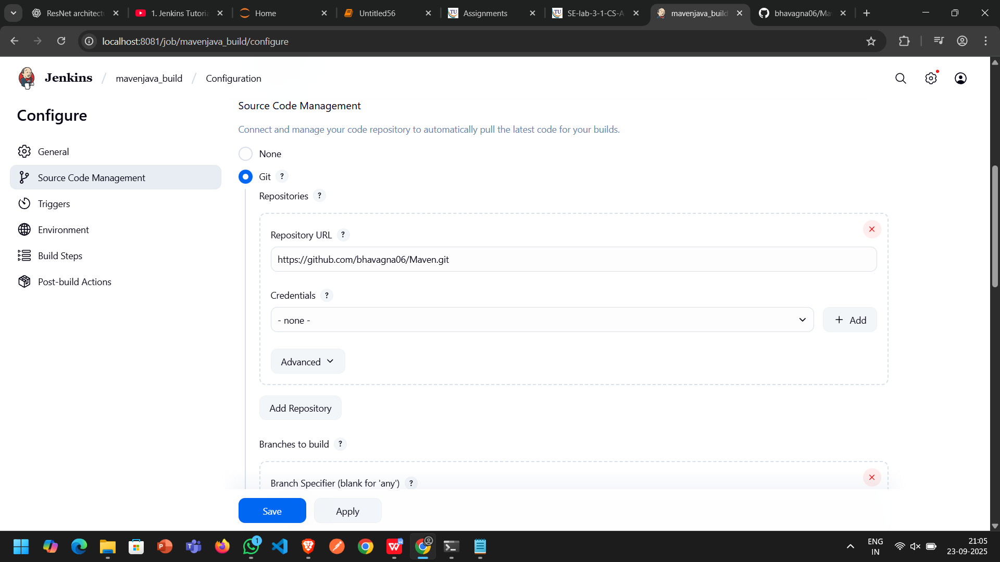 ResNet architectu
1. Jenkins Tutoria
Home
Untitled56
Assignments
SE-lab-3-1-CS-A
mavenjava_build
bhavagna06/Ma
localhost:8081/job/mavenjava_build/configure
Jenkins / mavenjava_build / Configuration
Configure
General
Source Code Management
Triggers
Environment
Build Steps
Post-build Actions
Source Code Management
Connect and manage your code repository to automatically pull the latest code for your builds.
None
Git ?
Repositories ?
Repository URL ?
https://github.com/bhavagna06/Maven.git
Credentials ?
- none -
+ Add
Advanced
Add Repository
Branches to build ?
Branch Specifier (blank for 'any') ?
Save
Apply
1
ENG
IN
21:05
23-09-2025